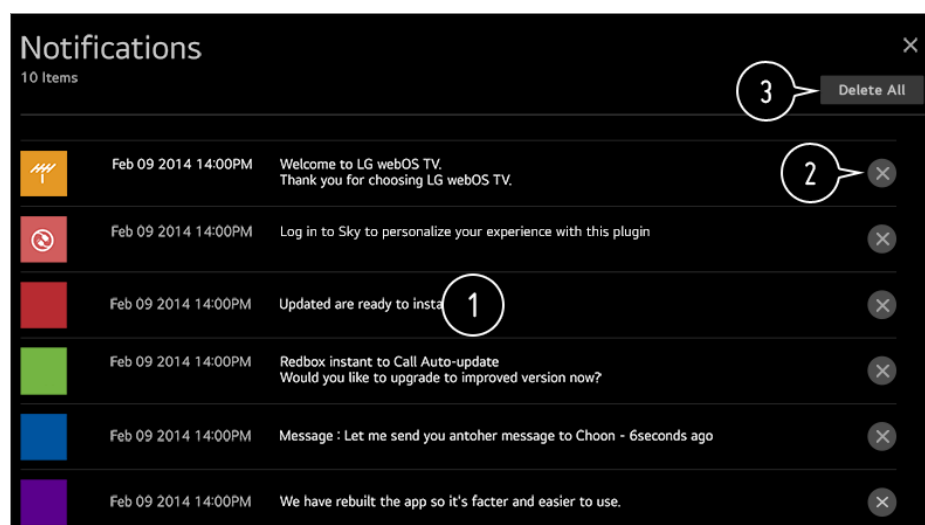 Notifications
10 Items
3
Delete All
Feb 09 2014 14:00PM
Welcome to LG webOS TV.
Thank you for choosing LG webOS TV.
2
Feb 09 2014 14:00PM
Log in to Sky to personalize your experience with this plugin
Feb 09 2014 14:00PM
Updated are ready to insta
1
Feb 09 2014 14:00PM
Redbox instant to Call Auto-update
Would you like to upgrade to improved version now?
Feb 09 2014 14:00PM
Message : Let me send you antoher message to Choon - 6seconds ago
Feb 09 2014 14:00PM
We have rebuilt the app so it's facter and easier to use.